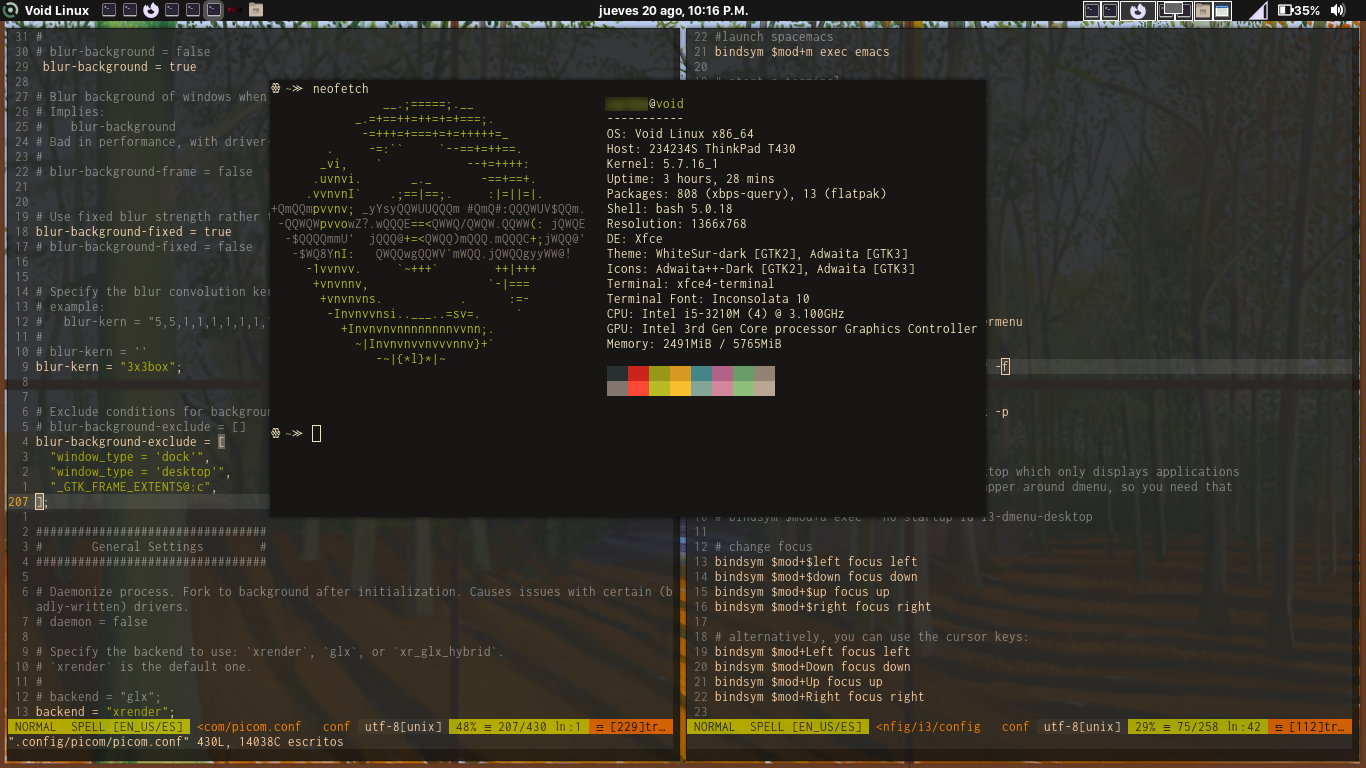 Void Linux
jueves 20 ago, 10:16 P.M.
35%
31 #
30 # blur-background = false
29 blur-background = true
28
27 # Blur background of windows when
26 # Implies:
25 #    blur-background
24 # Bad in performance, with driver-
23 #
22 # blur-background-frame = false
21
20
19 # Use fixed blur strength rather t
18 blur-background-fixed = true
17 # blur-background-fixed = false
16
15
14 # Specify the blur convolution ker
13 # example:
12 #   blur-kern = "5,5,1,1,1,1,1,1,
11 #
10 # blur-kern = ''
9 blur-kern = "3x3box";
8
7
6 # Exclude conditions for backgroun
5 # blur-background-exclude = []
4 blur-background-exclude = [
3   "window_type = 'dock'",
2   "window_type = 'desktop'",
1   "_GTK_FRAME_EXTENTS@:c",
207 ];
1
2 #################################
3 #       General Settings         #
4 #################################
5
6 # Daemonize process. Fork to background after initialization. Causes issues with certain (b
adly-written) drivers.
7 # daemon = false
8
9 # Specify the backend to use: `xrender`, `glx`, or `xr_glx_hybrid`.
10 # `xrender` is the default one.
11 #
12 # backend = "glx";
13 backend = "xrender";
NORMAL  SPELL [EN_US/ES]  <com/picom.conf   conf   utf-8[unix]  48% ≡ 207/430 ln:1  ☲ [229]tr…
".config/picom/picom.conf" 430L, 14038C escritos
~≫ neofetch
@void
-----------
OS: Void Linux x86_64
Host: 234234S ThinkPad T430
Kernel: 5.7.16_1
Uptime: 3 hours, 28 mins
Packages: 808 (xbps-query), 13 (flatpak)
Shell: bash 5.0.18
Resolution: 1366x768
DE: Xfce
Theme: WhiteSur-dark [GTK2], Adwaita [GTK3]
Icons: Adwaita++-Dark [GTK2], Adwaita [GTK3]
Terminal: xfce4-terminal
Terminal Font: Inconsolata 10
CPU: Intel i5-3210M (4) @ 3.100GHz
GPU: Intel 3rd Gen Core processor Graphics Controller
Memory: 2491MiB / 5765MiB
~≫
22 #launch spacemacs
21 bindsym $mod+m exec emacs
20
ermenu
-f
-p
top which only displays applications
apper around dmenu, so you need that
i3-dmenu-desktop
11
12 # change focus
13 bindsym $mod+$left focus left
14 bindsym $mod+$down focus down
15 bindsym $mod+$up focus up
16 bindsym $mod+$right focus right
17
18 # alternatively, you can use the cursor keys:
19 bindsym $mod+Left focus left
20 bindsym $mod+Down focus down
21 bindsym $mod+Up focus up
22 bindsym $mod+Right focus right
23
NORMAL  SPELL [EN_US/ES]  <nfig/i3/config   conf   utf-8[unix]  29% ≡ 75/258 ln:42  ☲ [112]tr…